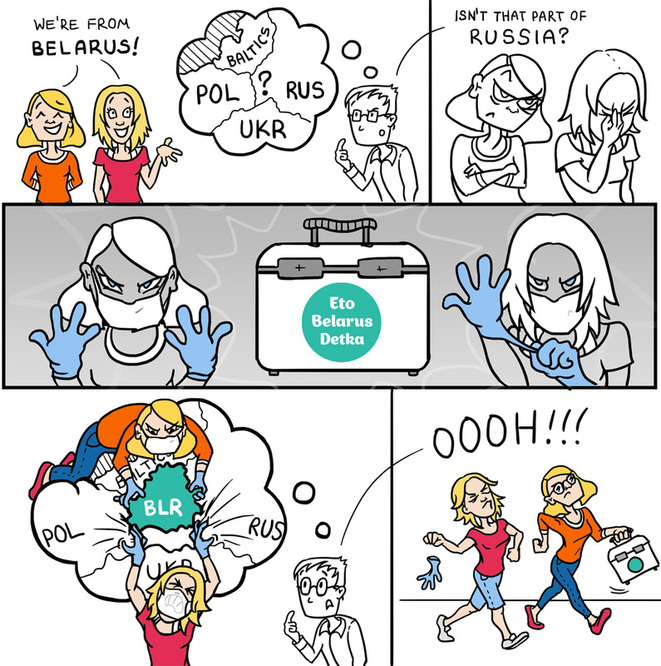 WE'RE FROM
BELARUS!
BALTICS
POL
?
RUS
UKR
ISN'T THAT PART OF
RUSSIA?
Eto
Belarus
Detka
BLR
POL
RUS
UKR
OOOH!!!